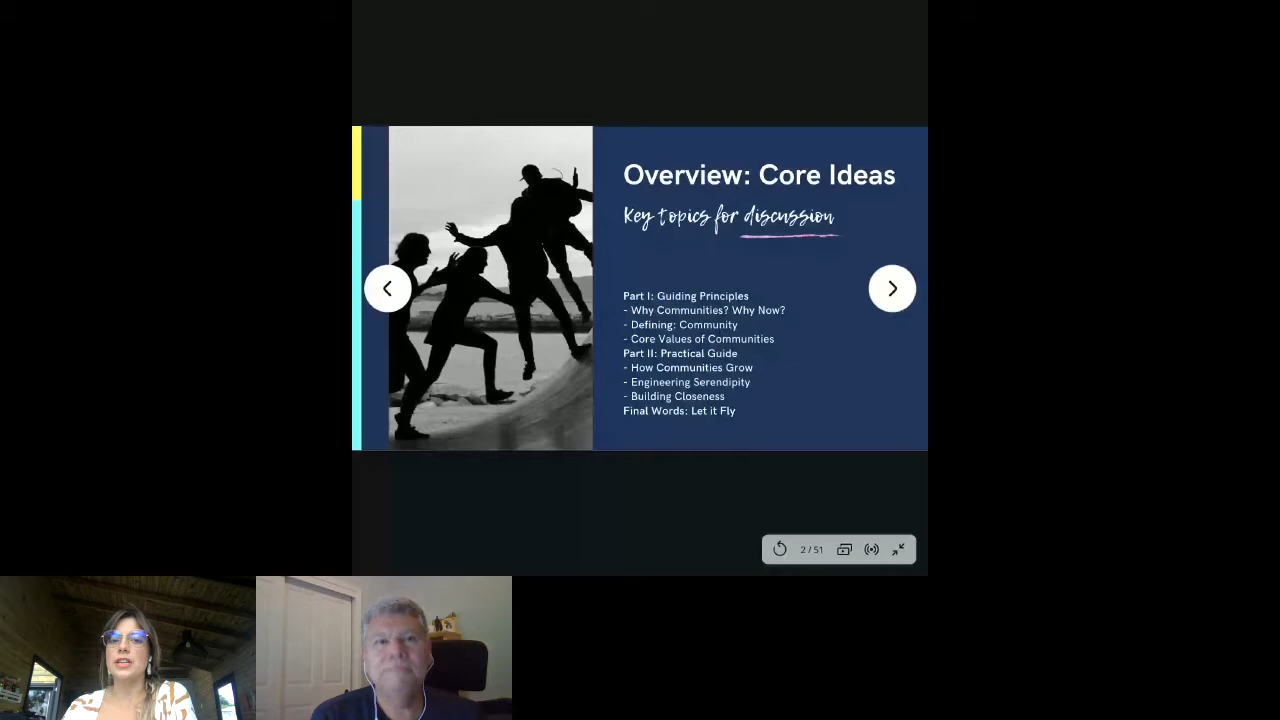 Overview: Core Ideas
Key topics for discussion
Part I: Guiding Principles
- Why Communities? Why Now?
- Defining: Community
- Core Values of Communities
Part II: Practical Guide
- How Communities Grow
- Engineering Serendipity
- Building Closeness
Final Words: Let it Fly
2 / 51